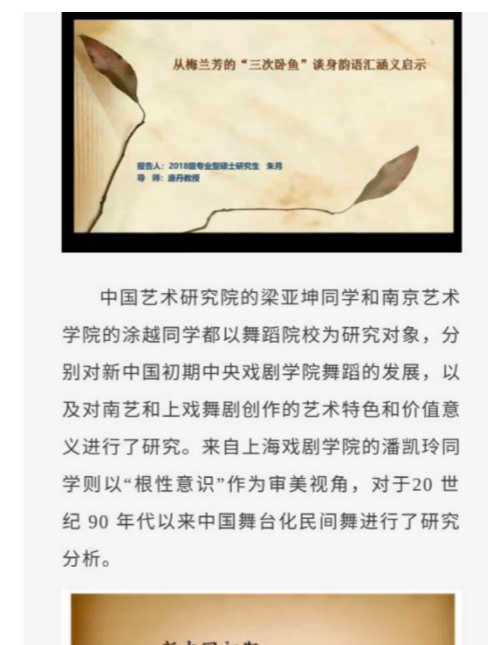 从梅兰芳的“三次卧鱼”谈身韵语汇涵义启示
报告人：2018级专业型硕士研究生 朱月
导 师：庞丹教授
中国艺术研究院的梁亚坤同学和南京艺术
学院的涂越同学都以舞蹈院校为研究对象，分
别对新中国初期中央戏剧学院舞蹈的发展，以
及对南艺和上戏舞剧创作的艺术特色和价值意
义进行了研究。来自上海戏剧学院的潘凯玲同
学则以“根性意识”作为审美视角，对于20 世
纪 90 年代以来中国舞台化民间舞进行了研究
分析。